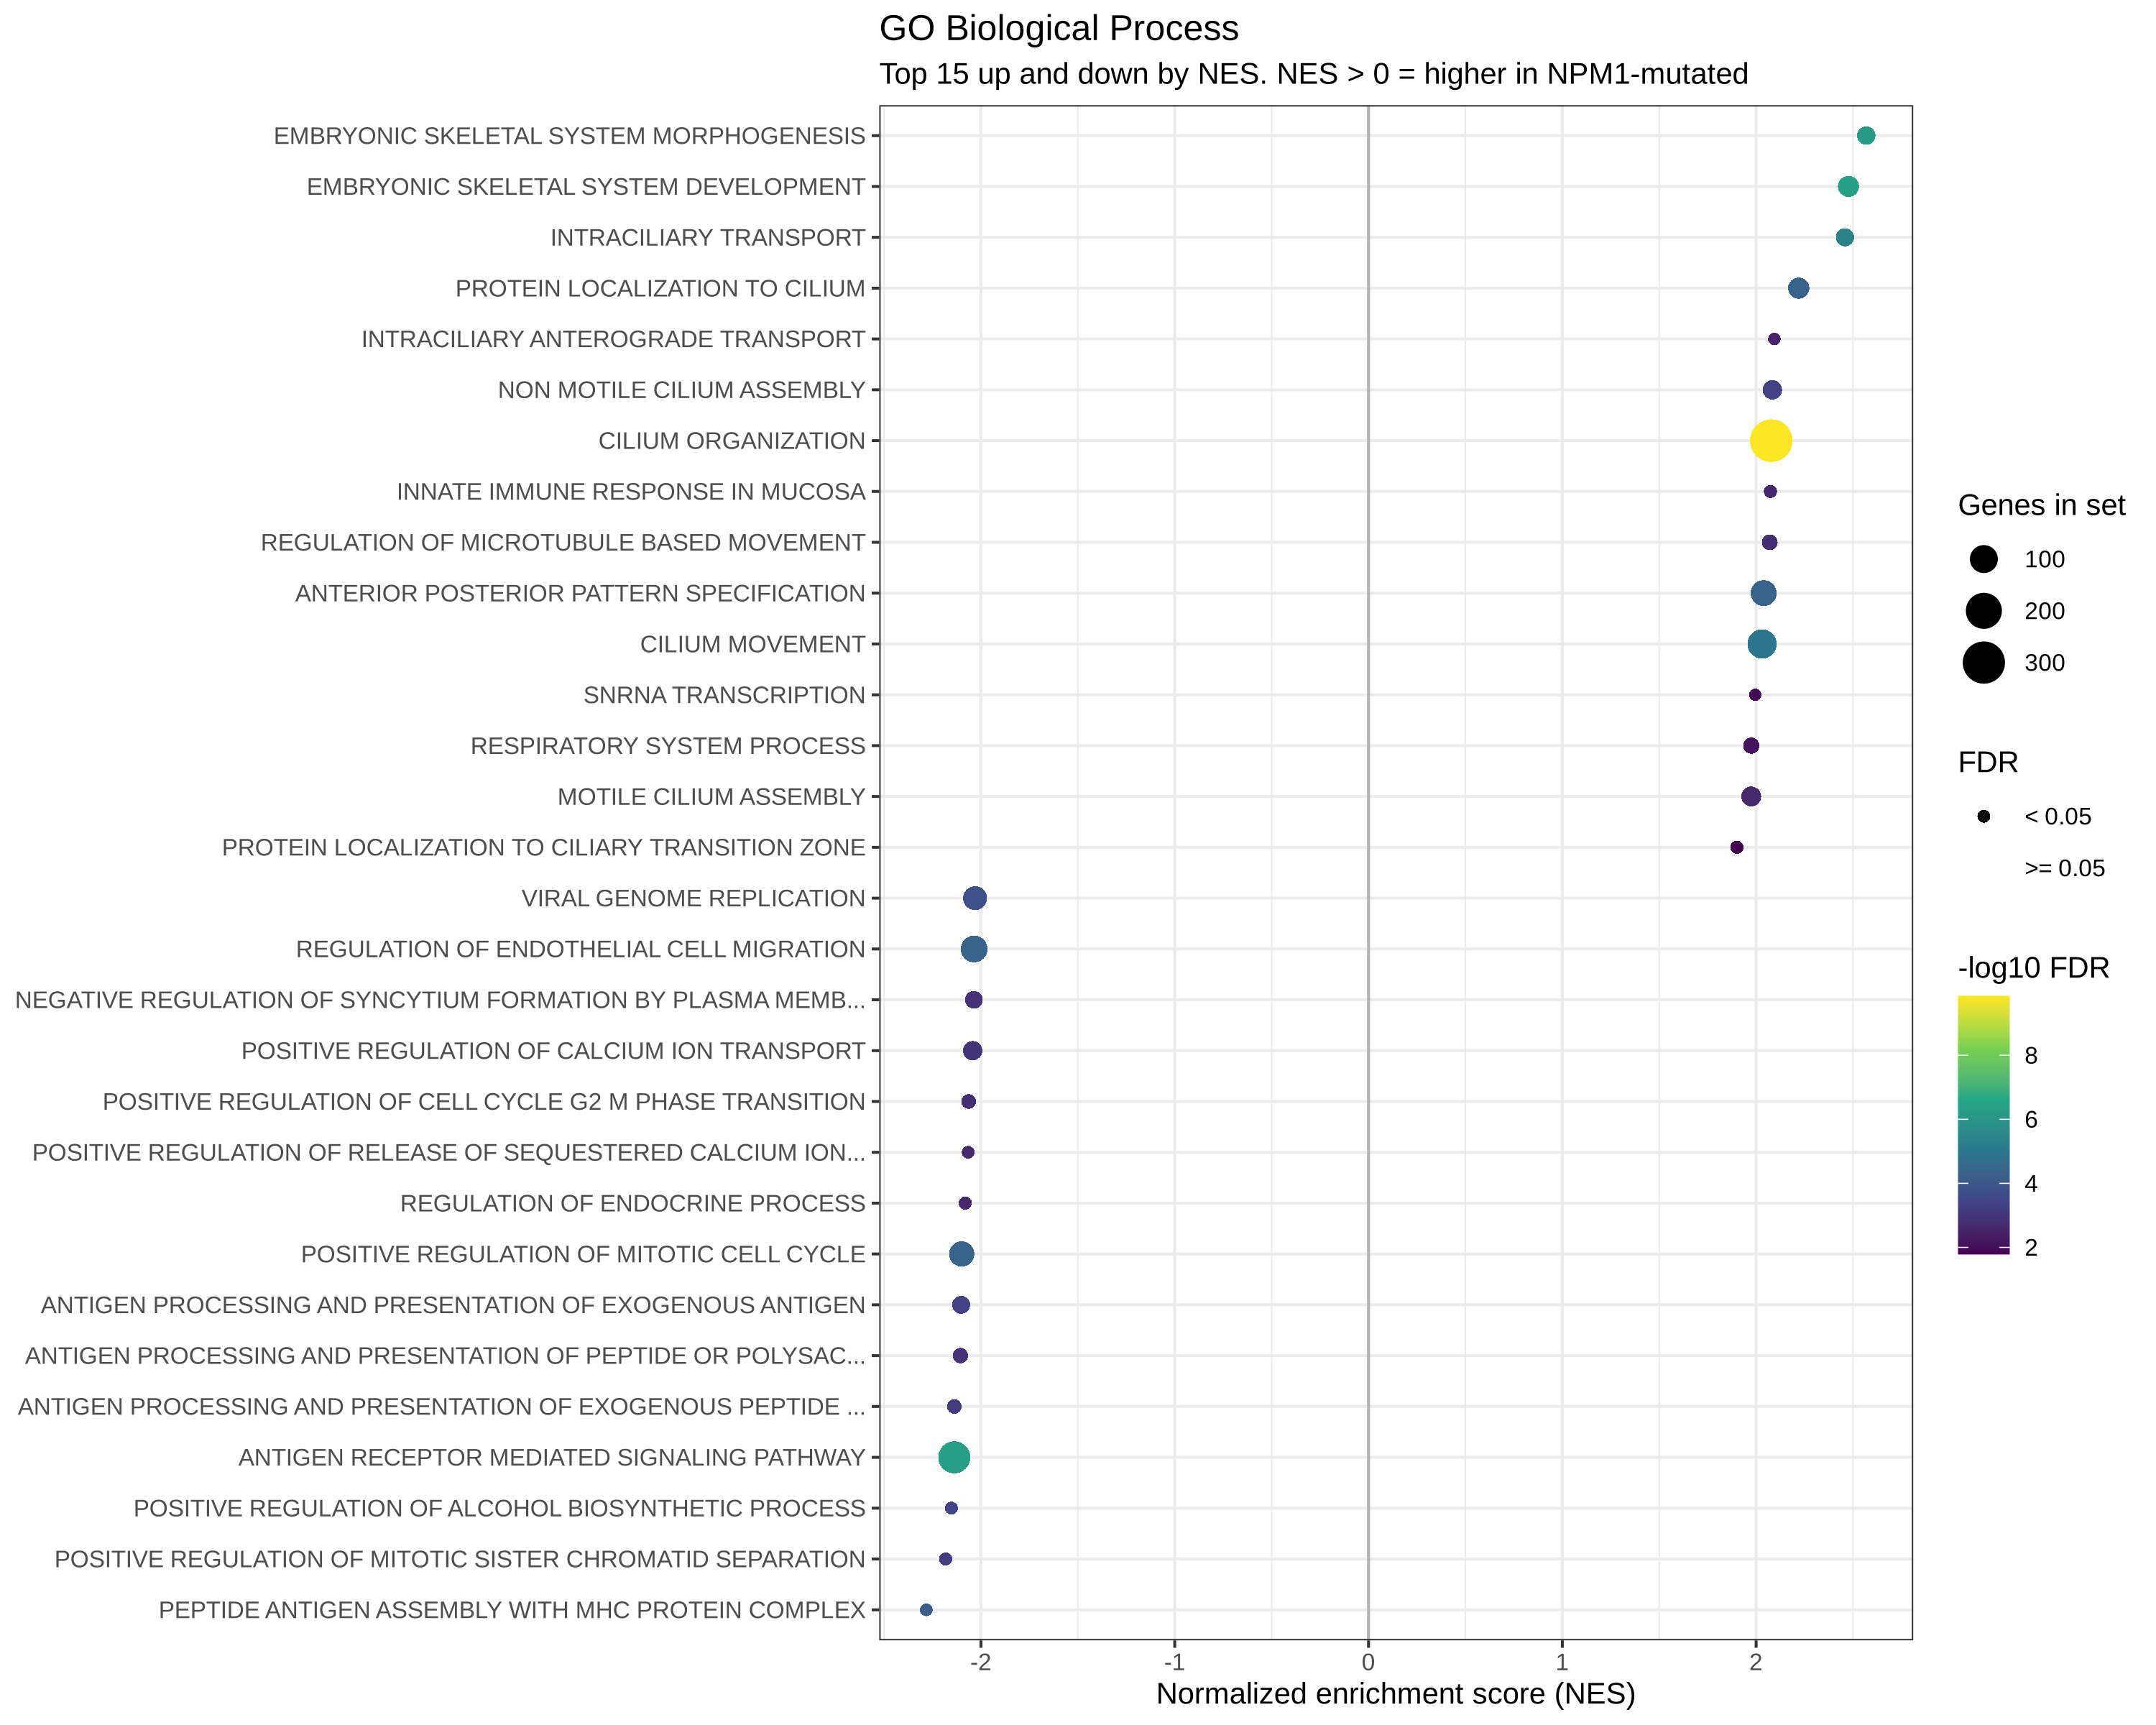 GO Biological Process
Top 15 up and down by NES. NES > 0 = higher in NPM1-mutated
EMBRYONIC SKELETAL SYSTEM MORPHOGENESIS
EMBRYONIC SKELETAL SYSTEM DEVELOPMENT
INTRACILIARY TRANSPORT
PROTEIN LOCALIZATION TO CILIUM
INTRACILIARY ANTEROGRADE TRANSPORT
NON MOTILE CILIUM ASSEMBLY
CILIUM ORGANIZATION
INNATE IMMUNE RESPONSE IN MUCOSA
REGULATION OF MICROTUBULE BASED MOVEMENT
ANTERIOR POSTERIOR PATTERN SPECIFICATION
CILIUM MOVEMENT
SNRNA TRANSCRIPTION
RESPIRATORY SYSTEM PROCESS
MOTILE CILIUM ASSEMBLY
PROTEIN LOCALIZATION TO CILIARY TRANSITION ZONE
VIRAL GENOME REPLICATION
REGULATION OF ENDOTHELIAL CELL MIGRATION
NEGATIVE REGULATION OF SYNCYTIUM FORMATION BY PLASMA MEMB...
POSITIVE REGULATION OF CALCIUM ION TRANSPORT
POSITIVE REGULATION OF CELL CYCLE G2 M PHASE TRANSITION
POSITIVE REGULATION OF RELEASE OF SEQUESTERED CALCIUM ION...
REGULATION OF ENDOCRINE PROCESS
POSITIVE REGULATION OF MITOTIC CELL CYCLE
ANTIGEN PROCESSING AND PRESENTATION OF EXOGENOUS ANTIGEN
ANTIGEN PROCESSING AND PRESENTATION OF PEPTIDE OR POLYSAC...
ANTIGEN PROCESSING AND PRESENTATION OF EXOGENOUS PEPTIDE ...
ANTIGEN RECEPTOR MEDIATED SIGNALING PATHWAY
POSITIVE REGULATION OF ALCOHOL BIOSYNTHETIC PROCESS
POSITIVE REGULATION OF MITOTIC SISTER CHROMATID SEPARATION
PEPTIDE ANTIGEN ASSEMBLY WITH MHC PROTEIN COMPLEX
-2 -1 0 1 2
Normalized enrichment score (NES)
Genes in set
100
200
300
FDR
< 0.05
>= 0.05
-log10 FDR
8
6
4
2